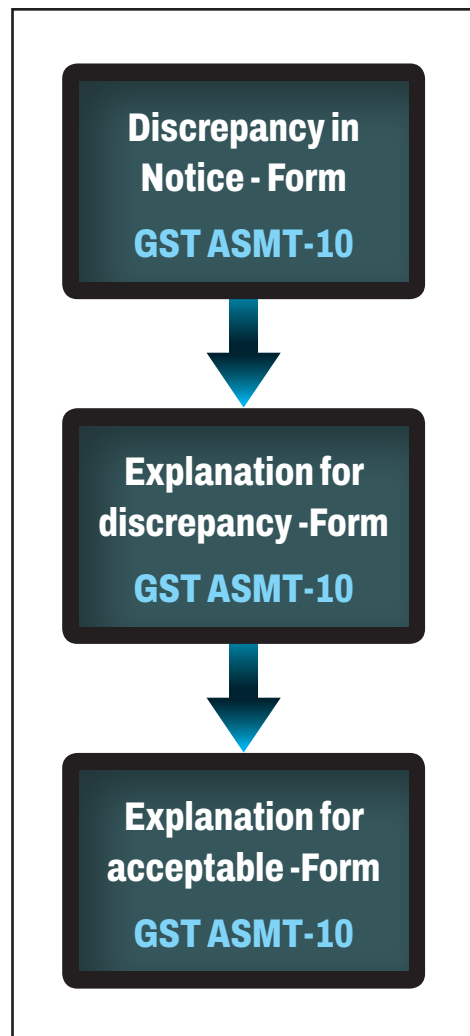 Discrepancy in
Notice - Form
GST ASMT-10
Explanation for
discrepancy -Form
GST ASMT-10
Explanation for
acceptable -Form
GST ASMT-10